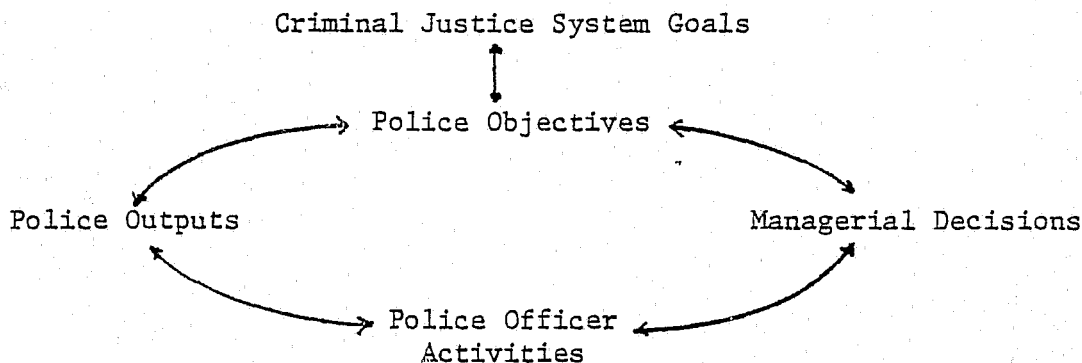 Criminal Justice System Goals
Police Objectives
Police Outputs
Managerial Decisions
Police Officer
Activities